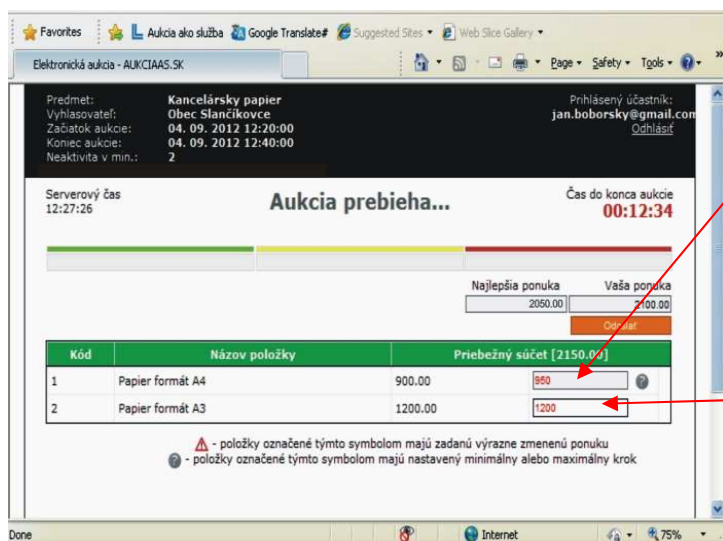 Favorites Aukcia ako služba Google Translate# Suggested Sites Web Slice Gallery
Elektronická aukcia - AUKCIAAS.SK Page Safety Tools »
Predmet: Kancelársky papier Prihlásený účastník:
Vyhlasovateľ: Obec Slančíkovce jan.boborsky@gmail.com
Začiatok aukcie: 04. 09. 2012 12:20:00 Odhlásiť
Koniec aukcie: 04. 09. 2012 12:40:00
Neaktivita v min.: 2
Serverový čas Aukcia prebieha... Čas do konca aukcie
12:27:26 00:12:34
Najlepšia ponuka Vaša ponuka
2050.00 2100.00
Odoslať
Kód Názov položky Priebežný súčet [2150.00]
1 Papier formát A4 900.00 950 ?
2 Papier formát A3 1200.00 1200
- položky označené týmto symbolom majú zadanú výrazne zmenenú ponuku
? - položky označené týmto symbolom majú nastavený minimálny alebo maximálny krok
Done Internet 75%